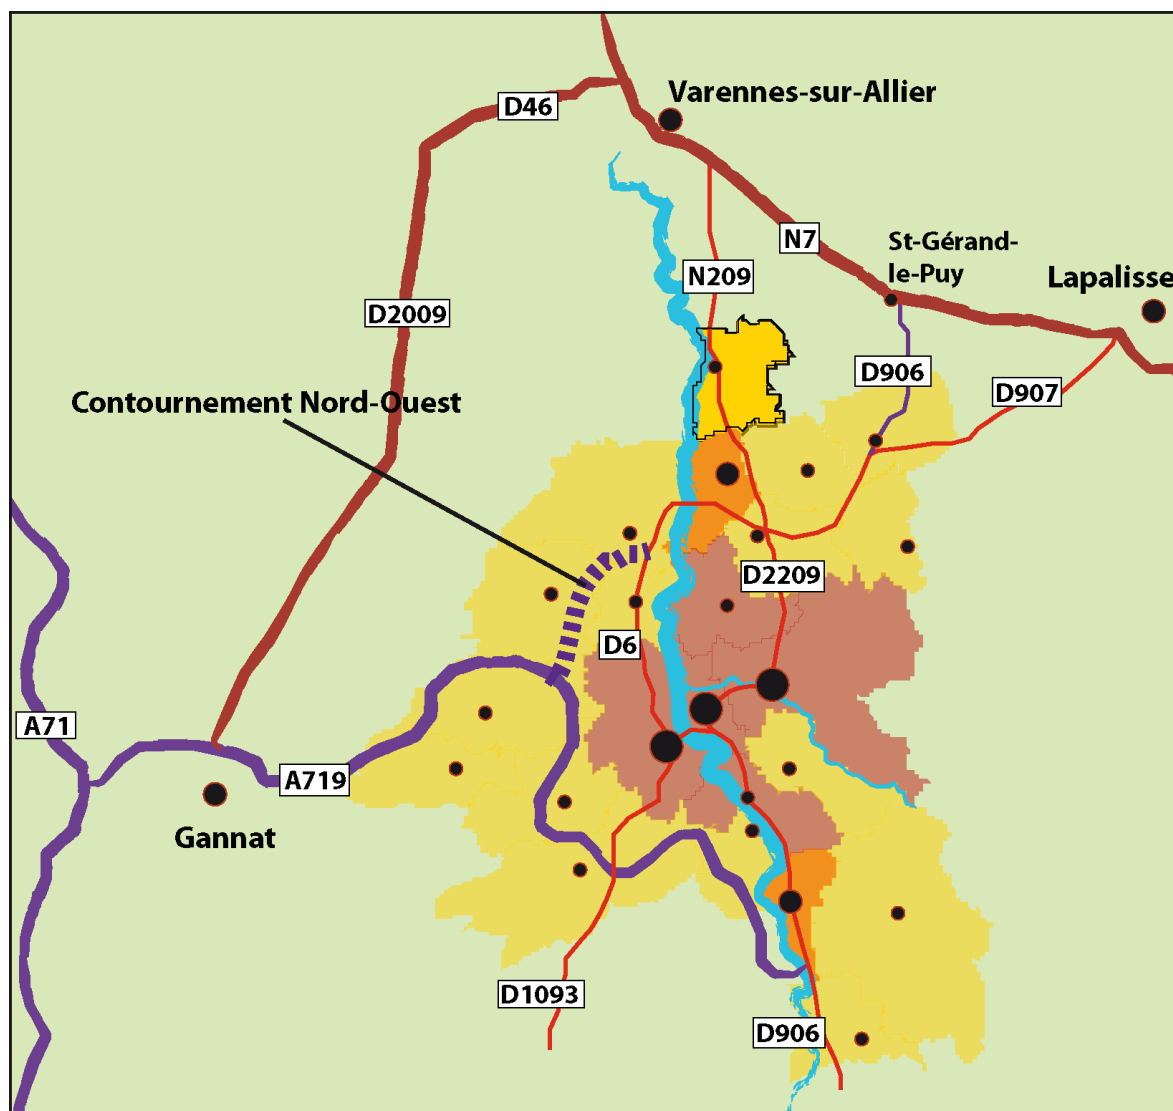 Varennes-sur-Allier
D46
N7
St-Gérand-
le-Puy
N209
Lapalisse
D2009
D906
D907
Contournement Nord-Ouest
D2209
D6
A71
A719
Gannat
D1093
D906